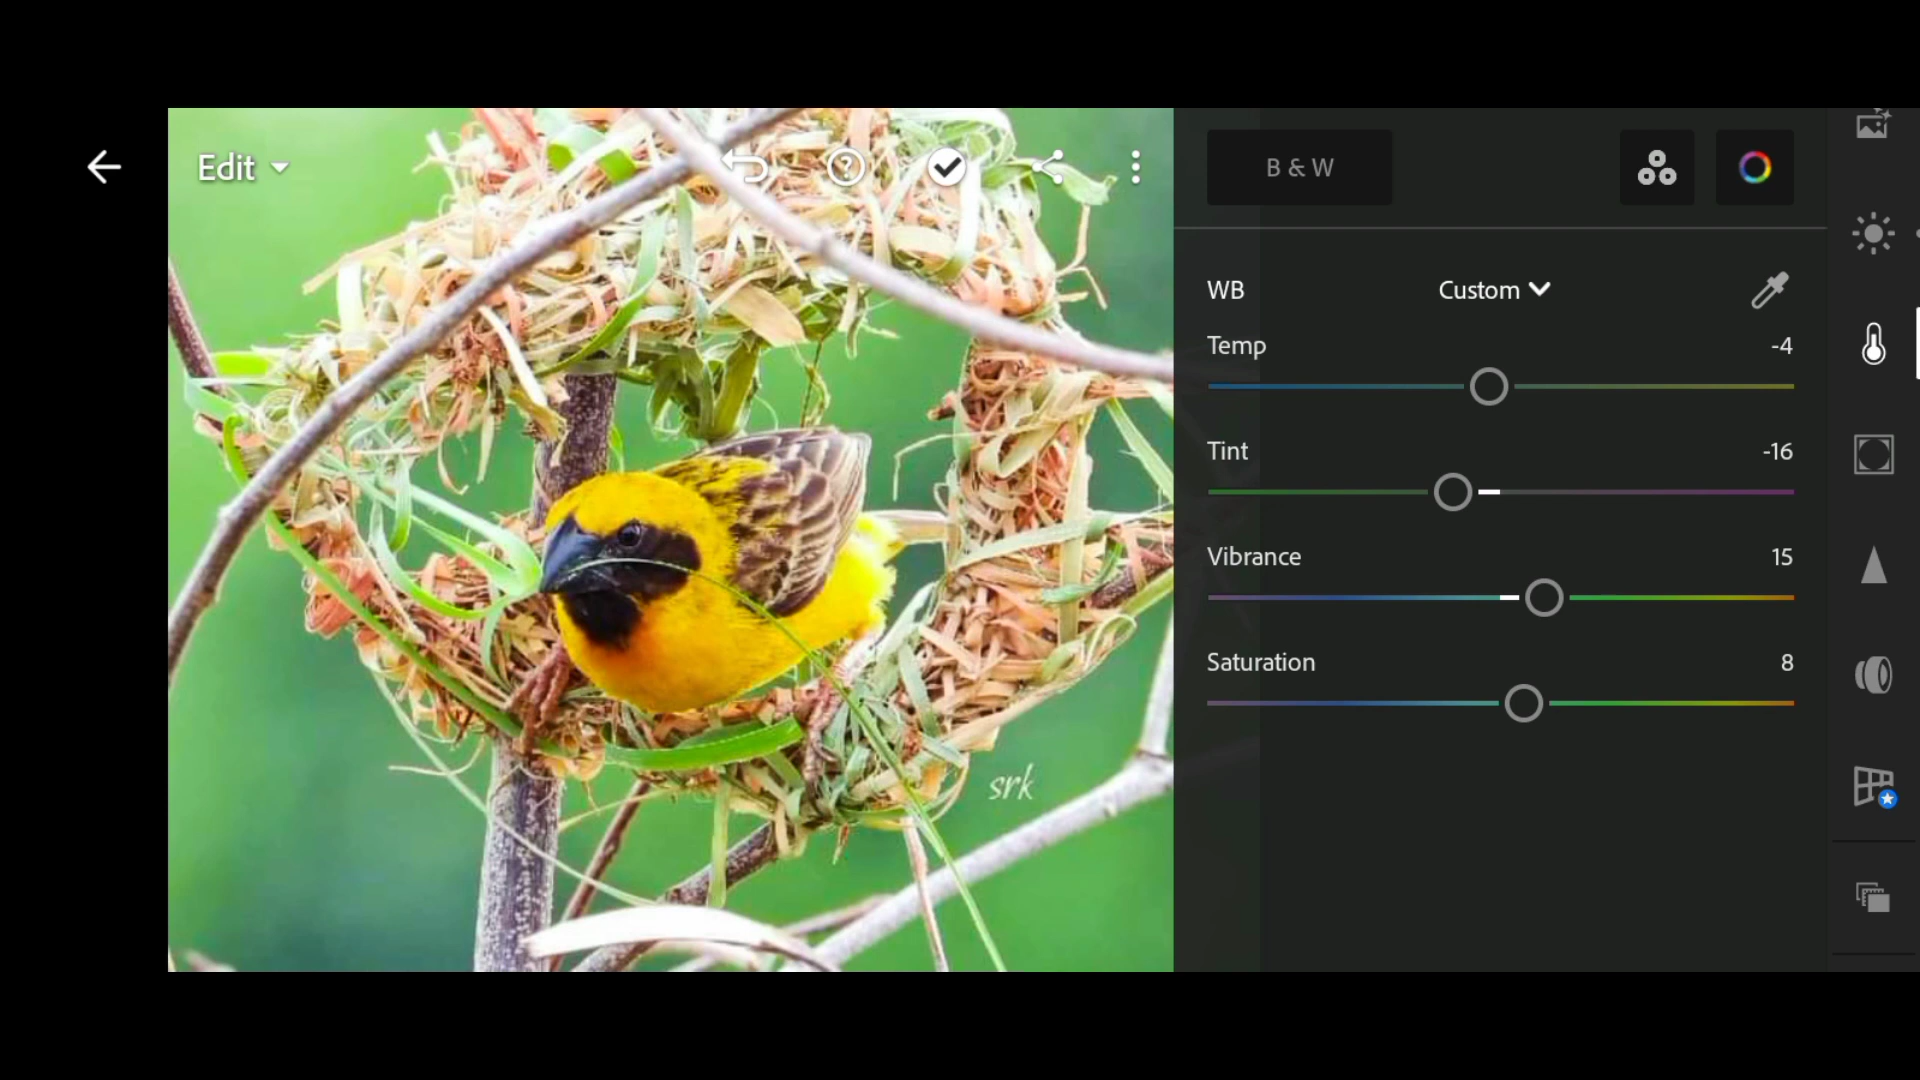 Edit
B & W
WB Custom
Temp -4
Tint -16
Vibrance 15
Saturation 8
srk